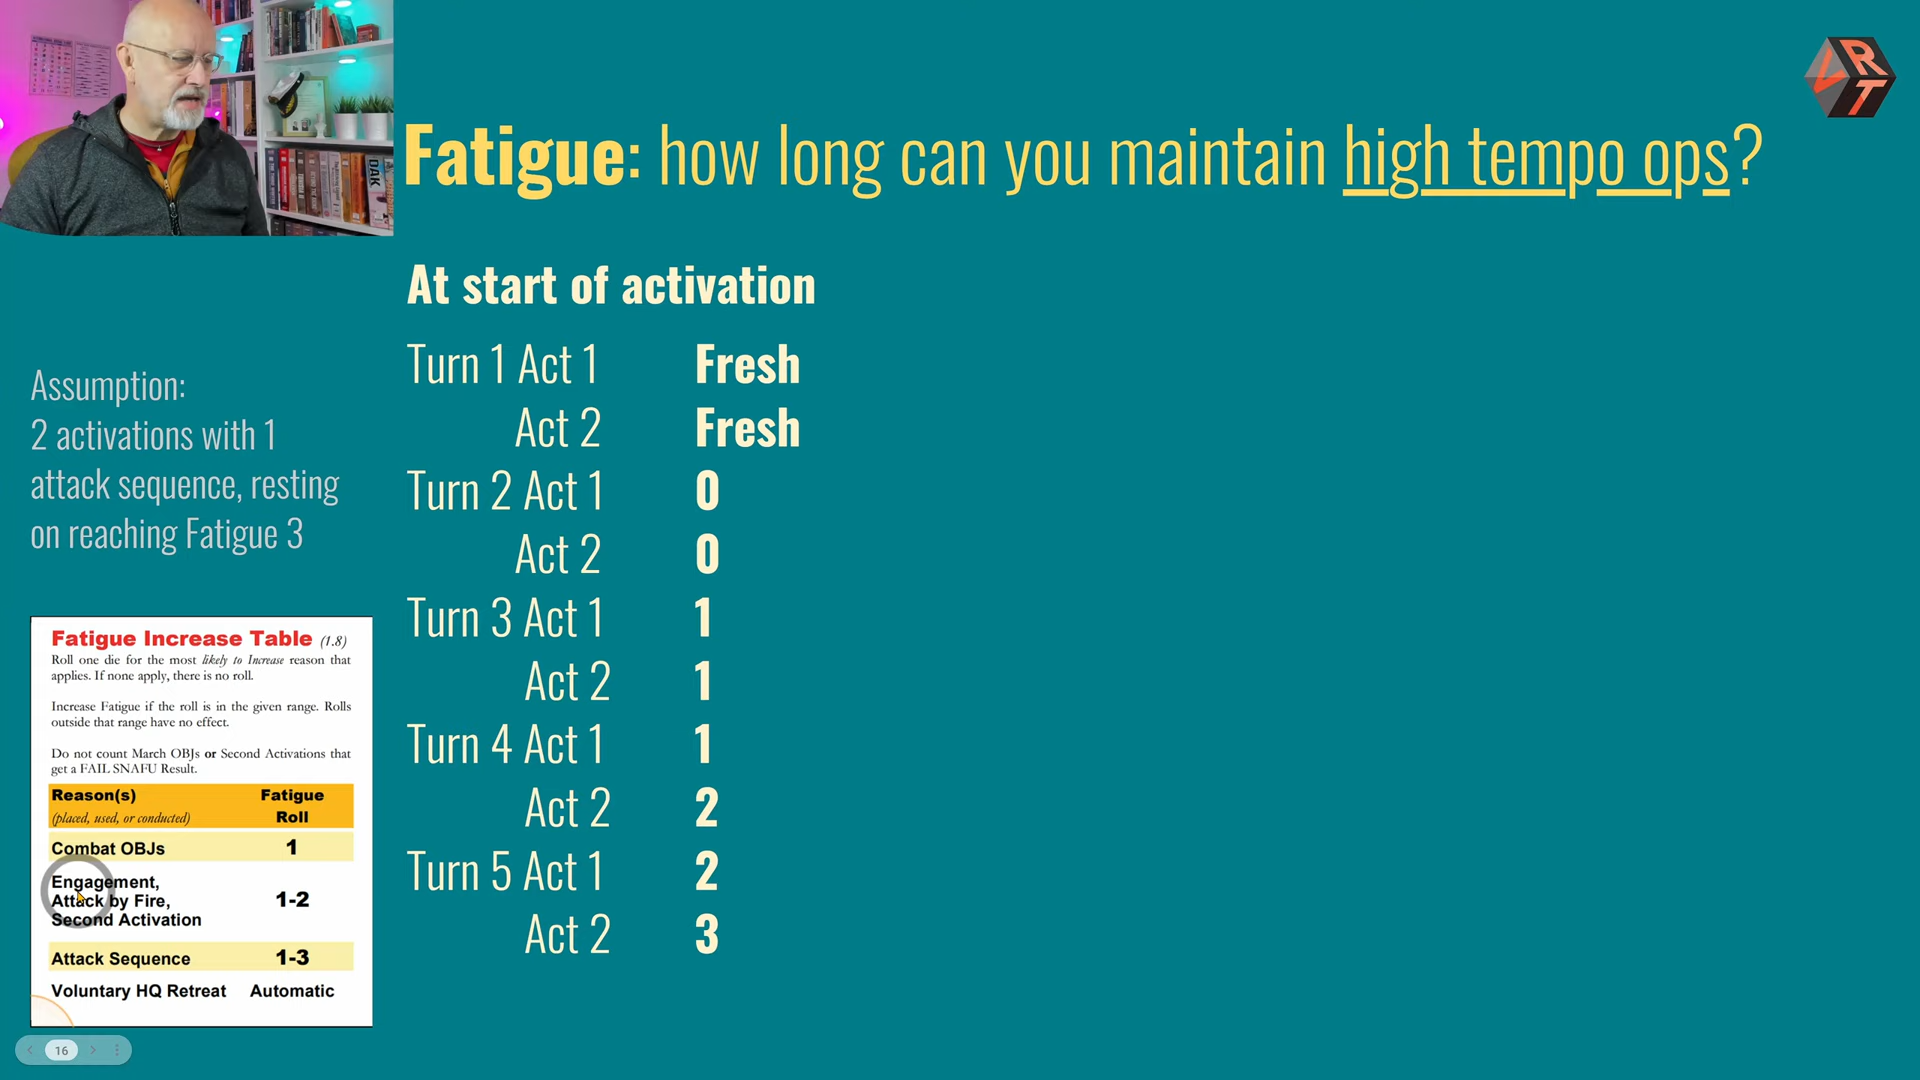 VRT
DAK
Fatigue: how long can you maintain high tempo ops?
At start of activation
Turn 1 Act 1 Fresh
Act 2 Fresh
Turn 2 Act 1 0
Act 2 0
Turn 3 Act 1 1
Act 2 1
Turn 4 Act 1 1
Act 2 2
Turn 5 Act 1 2
Act 2 3
Assumption:
2 activations with 1
attack sequence, resting
on reaching Fatigue 3
Fatigue Increase Table (1.8)
Roll one die for the most likely to Increase reason that
applies. If none apply, there is no roll.
Increase Fatigue if the roll is in the given range. Rolls
outside that range have no effect.
Do not count March OBJs or Second Activations that
get a FAIL SNAFU Result.
Reason(s) Fatigue
(placed, used, or conducted) Roll
Combat OBJs 1
Engagement,
Attack by Fire, 1-2
Second Activation
Attack Sequence 1-3
Voluntary HQ Retreat Automatic
16